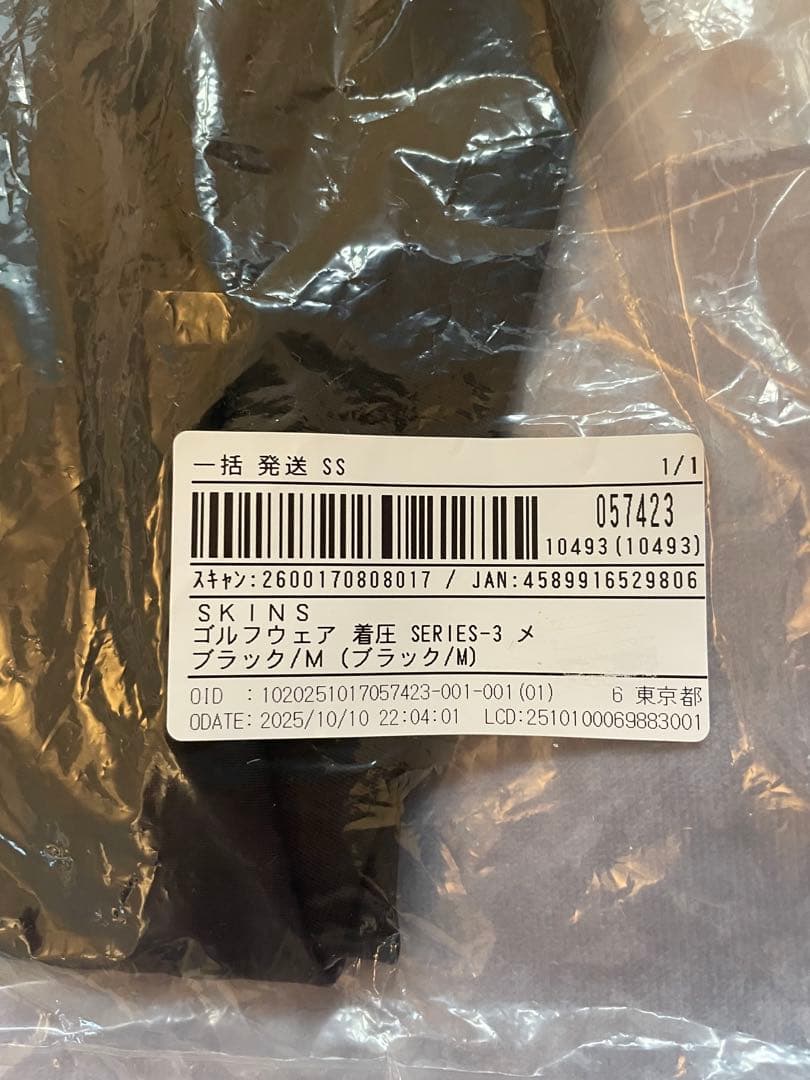 一括 発送 SS 1/1
057423
10493(10493)
スキャン:2600170808017 / JAN:4589916529806
SKINS
ゴルフウェア 着圧 SERIES-3 メ
ブラック/M (ブラック/M)
OID :1020251017057423-001-001(01) 6 東京都
ODATE:2025/10/10 22:04:01 LCD:2510100069883001